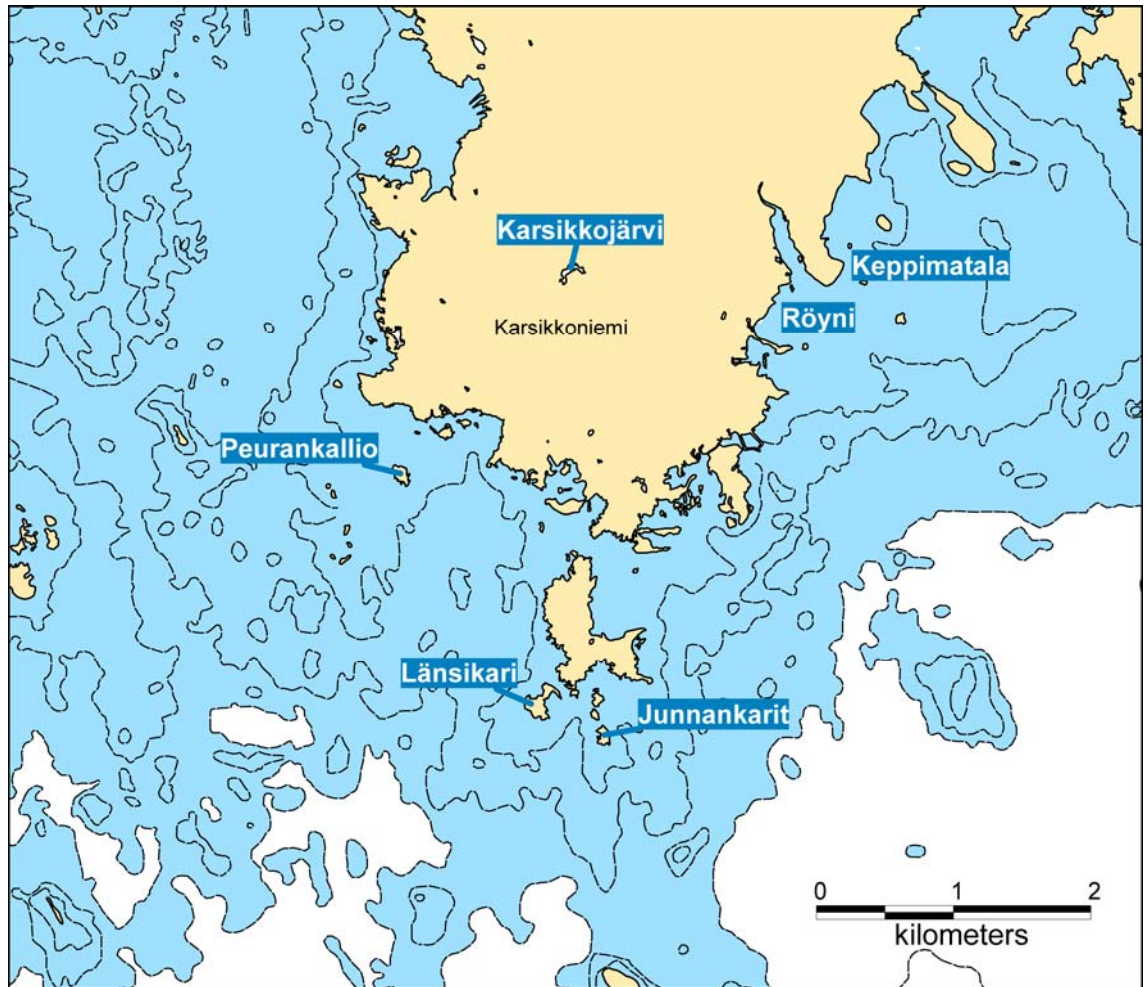 Karsikkojärvi
Keppimatala
Röyni
Karsikkoniemi
Peurankallio
Länsikari
Junnankarit
0 1 2
kilometers